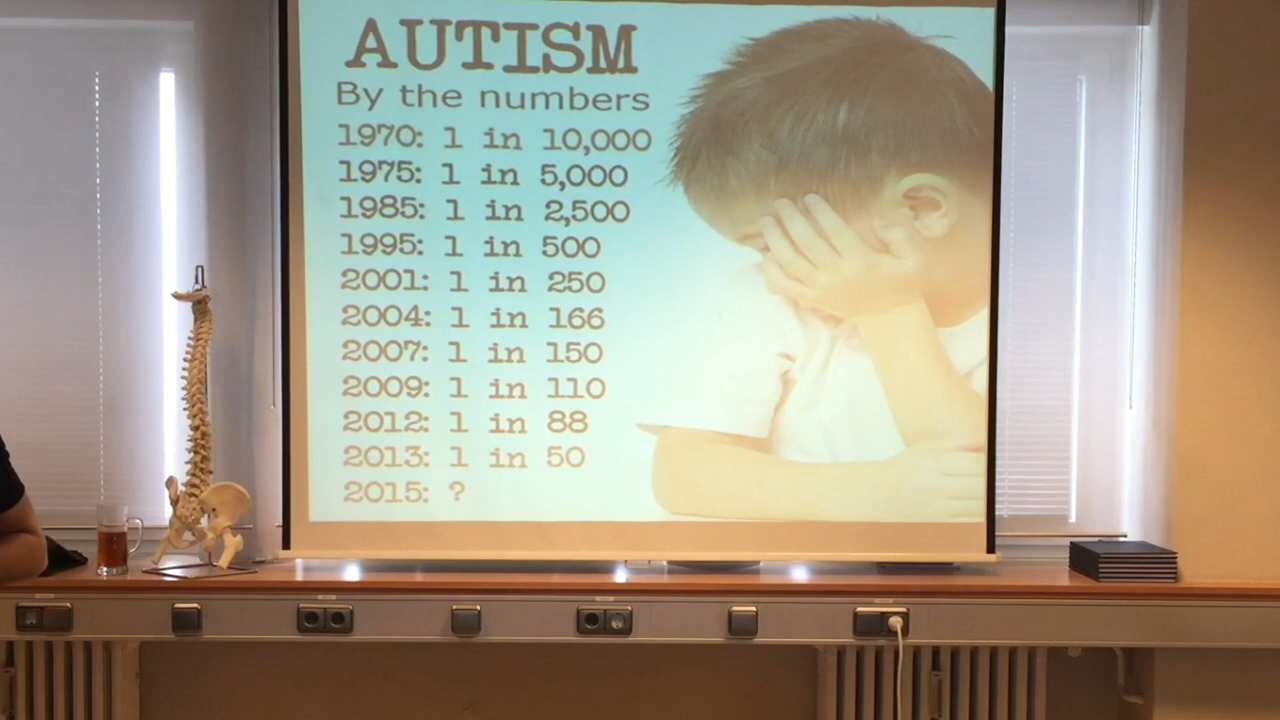 AUTISM
By the numbers
1970: 1 in 10,000
1975: 1 in 5,000
1985: 1 in 2,500
1995: 1 in 500
2001: 1 in 250
2004: 1 in 166
2007: 1 in 150
2009: 1 in 110
2012: 1 in 88
2013: 1 in 50
2015: ?